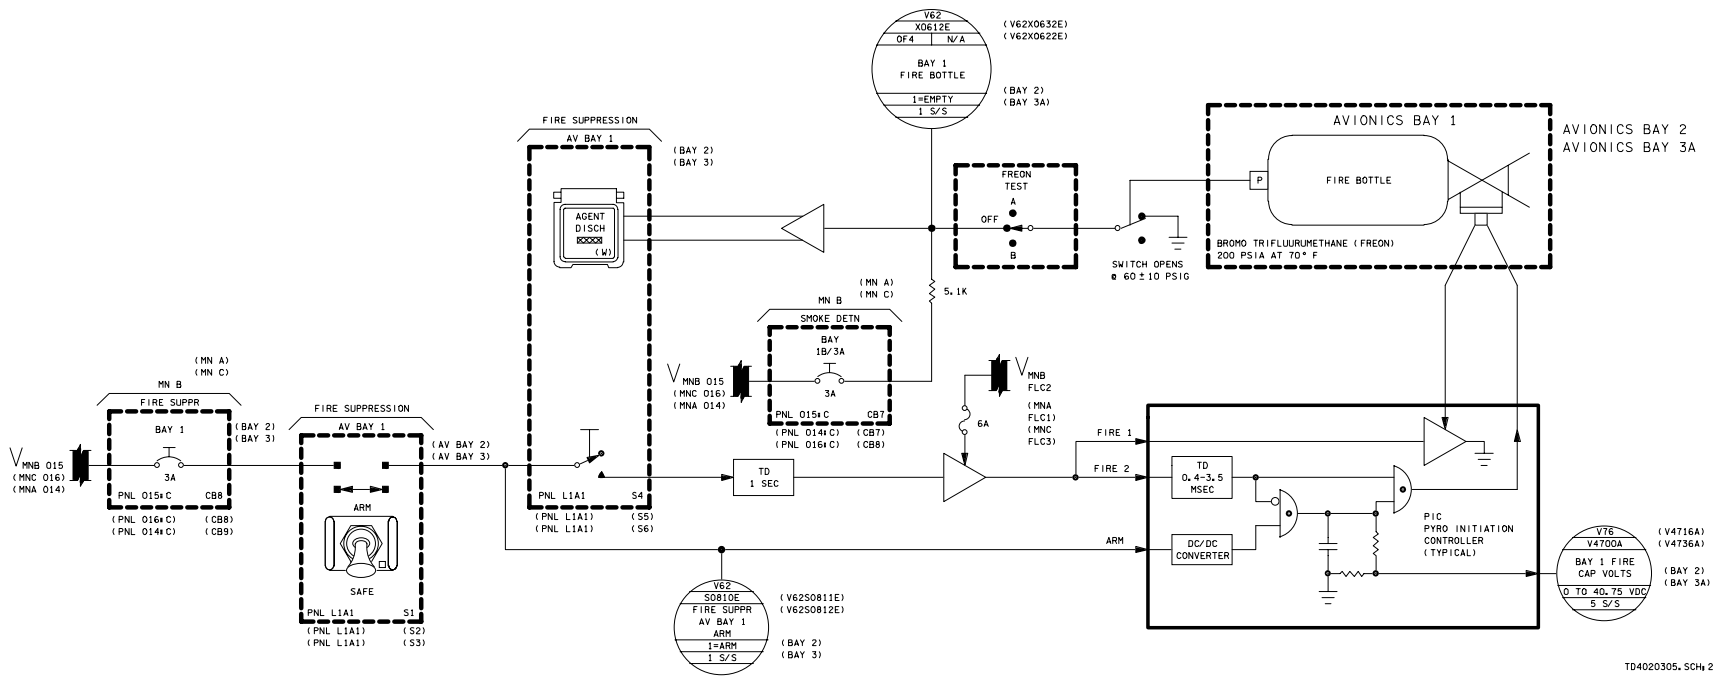 V62
X0612E
OF4 N/A
BAY 1
FIRE BOTTLE
1=EMPTY
1 S/S
(V62X0632E)
(V62X0622E)
(BAY 2)
(BAY 3A)
FIRE SUPPRESSION
AV BAY 1
(BAY 2)
(BAY 3)
AGENT
DISCH
(W)
FREON
TEST
A
OFF
B
SWITCH OPENS
@ 60±10 PSIG
AVIONICS BAY 1
P
FIRE BOTTLE
BROMO TRIFLUURUMETHANE (FREON)
200 PSIA AT 70° F
AVIONICS BAY 2
AVIONICS BAY 3A
5.1K
(MN A)
(MN C)
MN B
SMOKE DETN
BAY
1B/3A
3A
MNB 015
(MNC 016)
(MNA 014)
PNL 015:C CB7
(PNL 014:C) (CB7)
(PNL 016:C) (CB8)
MNB
FLC2
(MNA
FLC1)
(MNC
FLC3)
6A
(MN A)
(MN C)
MN B
FIRE SUPPR
BAY 1
(BAY 2)
(BAY 3)
3A
MNB 015
(MNC 016)
(MNA 014)
PNL 015:C CB8
(PNL 016:C) (CB8)
(PNL 014:C) (CB9)
FIRE SUPPRESSION
AV BAY 1
(AV BAY 2)
(AV BAY 3)
ARM
SAFE
PNL L1A1 S1
(PNL L1A1) (S2)
(PNL L1A1) (S3)
PNL L1A1 S4
(PNL L1A1) (S5)
(PNL L1A1) (S6)
TD
1 SEC
FIRE 1
FIRE 2
ARM
TD
0.4-3.5
MSEC
DC/DC
CONVERTER
PIC
PYRO INITIATION
CONTROLLER
(TYPICAL)
V76
V4700A
BAY 1 FIRE
CAP VOLTS
0 TO 40.75 VDC
5 S/S
(V4716A)
(V4736A)
(BAY 2)
(BAY 3A)
V62
S0810E
FIRE SUPPR
AV BAY 1
ARM
1=ARM
1 S/S
(V62S0811E)
(V62S0812E)
(BAY 2)
(BAY 3)
TD4020305.SCH;2